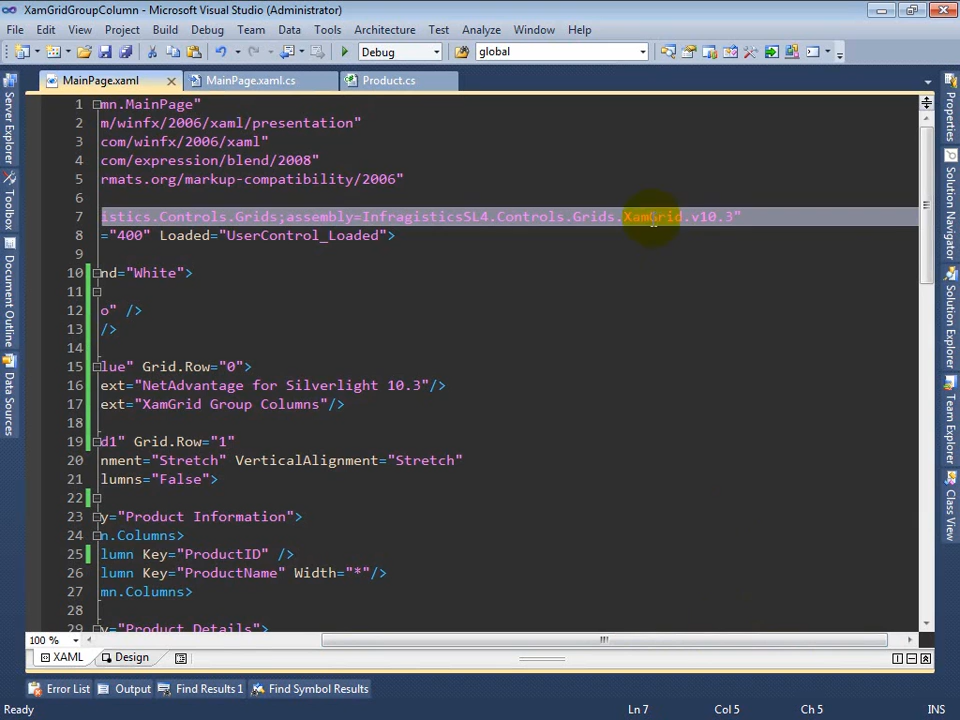 XamGridGroupColumn - Microsoft Visual Studio (Administrator)
File Edit View Project Build Debug Team Data Tools Architecture Test Analyze Window Help
Debug global
MainPage.xaml MainPage.xaml.cs Product.cs
1 mn.MainPage"
2 m/winfx/2006/xaml/presentation"
3 com/winfx/2006/xaml"
4 com/expression/blend/2008"
5 rmats.org/markup-compatibility/2006"
6
7 istics.Controls.Grids;assembly=InfragisticsSL4.Controls.Grids.XamGrid.v10.3"
8 ="400" Loaded="UserControl_Loaded">
9
10 nd="White">
11
12 o" />
13 />
14
15 lue" Grid.Row="0">
16 ext="NetAdvantage for Silverlight 10.3"/>
17 ext="XamGrid Group Columns"/>
18
19 d1" Grid.Row="1"
20 nment="Stretch" VerticalAlignment="Stretch"
21 lumns="False">
22
23 y="Product Information">
24 n.Columns>
25 lumn Key="ProductID" />
26 lumn Key="ProductName" Width="*"/>
27 mn.Columns>
28
29 y="Product Details">
100 %
XAML Design
Error List Output Find Results 1 Find Symbol Results
Ready Ln 7 Col 5 Ch 5 INS
Server Explorer
Toolbox
Document Outline
Data Sources
Properties
Solution Navigator
Solution Explorer
Team Explorer
Class View